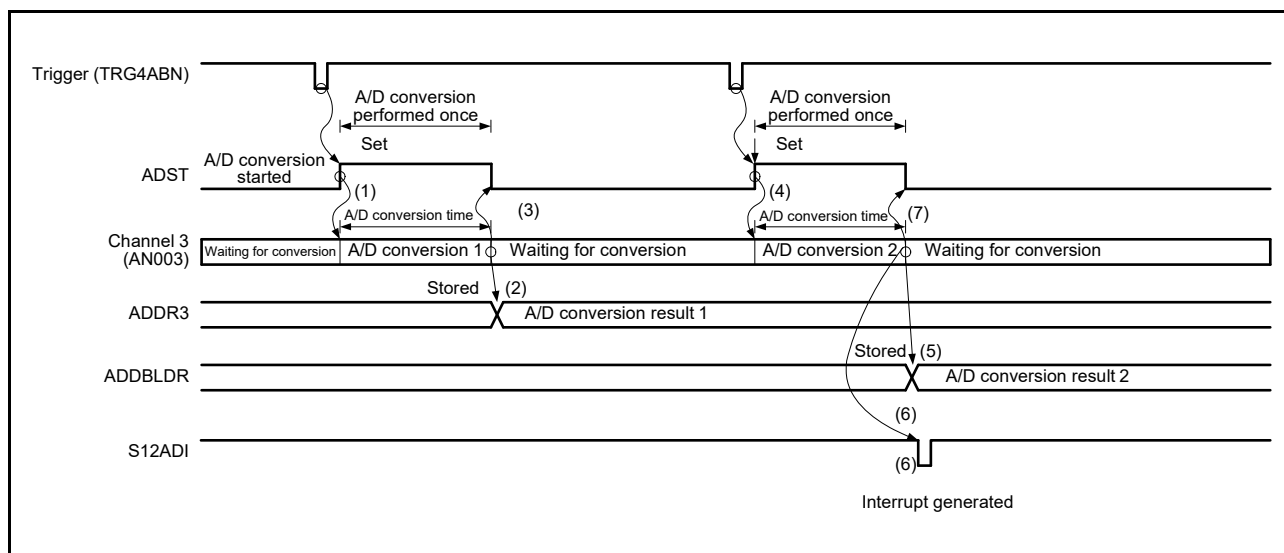 Trigger (TRG4ABN)
A/D conversion
performed once
A/D conversion
performed once
Set
Set
A/D conversion
started
ADST
(1)
(4)
A/D conversion time
(3)
A/D conversion time
(7)
Channel 3
(AN003)
Waiting for conversion
A/D conversion 1
Waiting for conversion
A/D conversion 2
Waiting for conversion
Stored
(2)
ADDR3
A/D conversion result 1
Stored
(5)
ADDBLDR
A/D conversion result 2
(6)
S12ADI
(6)
Interrupt generated